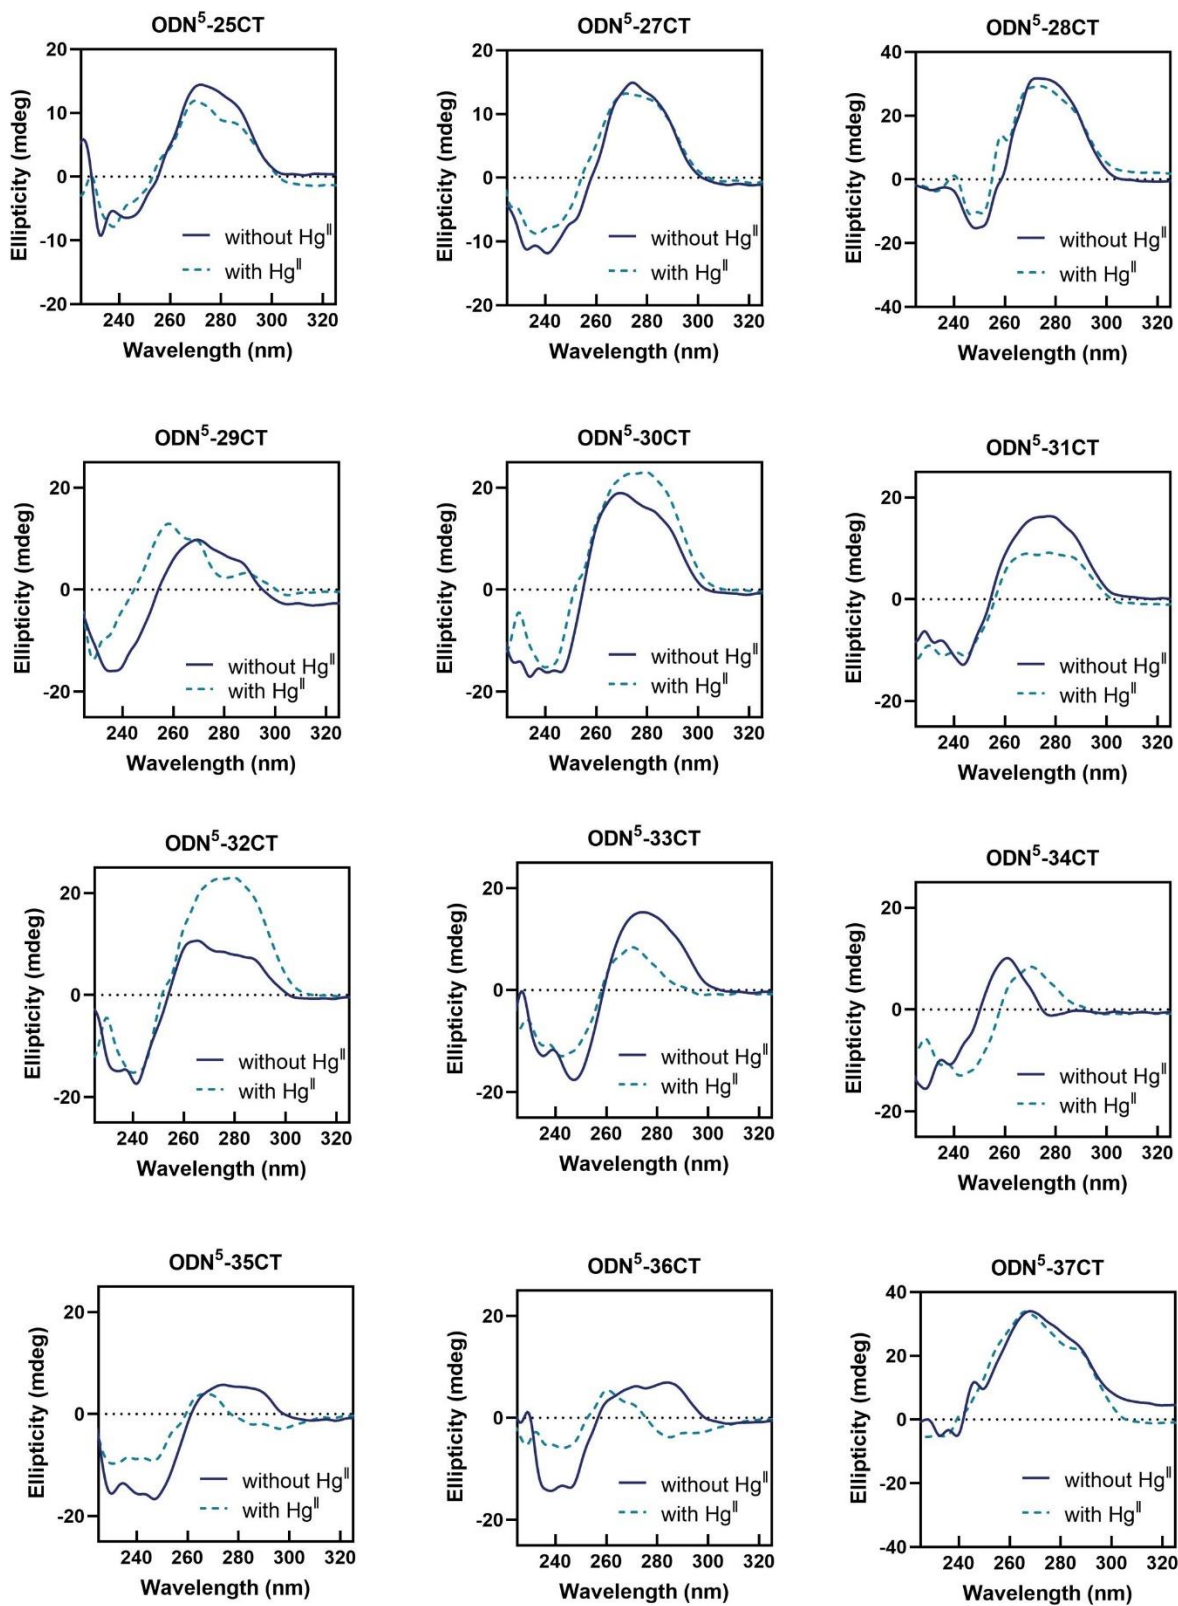 ODN⁵-25CT
ODN⁵-27CT
ODN⁵-28CT
20
10
0
-10
-20
Ellipticity (mdeg)
without Hgᴵᴵ
with Hgᴵᴵ
240 260 280 300 320
Wavelength (nm)
20
10
0
-10
-20
Ellipticity (mdeg)
without Hgᴵᴵ
with Hgᴵᴵ
240 260 280 300 320
Wavelength (nm)
40
20
0
-20
-40
Ellipticity (mdeg)
without Hgᴵᴵ
with Hgᴵᴵ
240 260 280 300 320
Wavelength (nm)
ODN⁵-29CT
ODN⁵-30CT
ODN⁵-31CT
20
0
-20
Ellipticity (mdeg)
without Hgᴵᴵ
with Hgᴵᴵ
240 260 280 300 320
Wavelength (nm)
20
0
-20
Ellipticity (mdeg)
without Hgᴵᴵ
with Hgᴵᴵ
240 260 280 300 320
Wavelength (nm)
20
0
-20
Ellipticity (mdeg)
without Hgᴵᴵ
with Hgᴵᴵ
240 260 280 300 320
Wavelength (nm)
ODN⁵-32CT
ODN⁵-33CT
ODN⁵-34CT
20
0
-20
Ellipticity (mdeg)
without Hgᴵᴵ
with Hgᴵᴵ
240 260 280 300 320
Wavelength (nm)
20
0
-20
Ellipticity (mdeg)
without Hgᴵᴵ
with Hgᴵᴵ
240 260 280 300 320
Wavelength (nm)
20
0
-20
Ellipticity (mdeg)
without Hgᴵᴵ
with Hgᴵᴵ
240 260 280 300 320
Wavelength (nm)
ODN⁵-35CT
ODN⁵-36CT
ODN⁵-37CT
20
0
-20
Ellipticity (mdeg)
without Hgᴵᴵ
with Hgᴵᴵ
240 260 280 300 320
Wavelength (nm)
20
0
-20
Ellipticity (mdeg)
without Hgᴵᴵ
with Hgᴵᴵ
240 260 280 300 320
Wavelength (nm)
40
20
0
-20
-40
Ellipticity (mdeg)
without Hgᴵᴵ
with Hgᴵᴵ
240 260 280 300 320
Wavelength (nm)